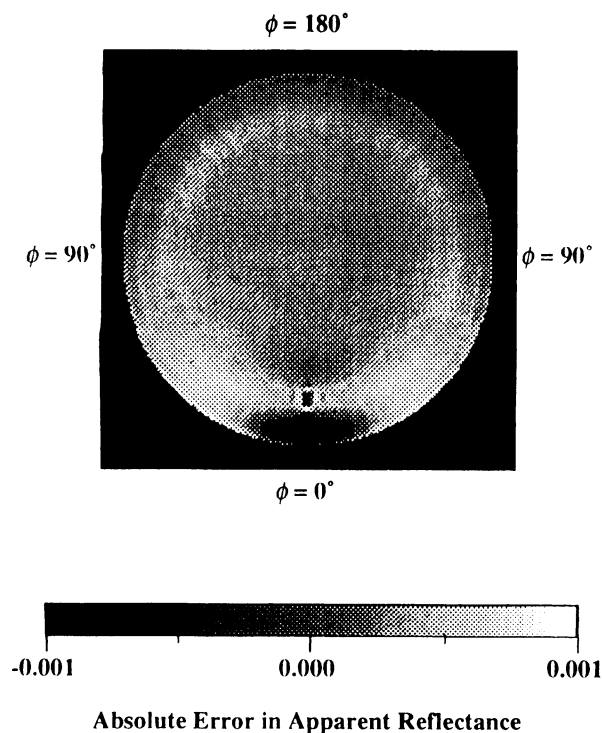 ϕ = 180°
ϕ = 90°
ϕ = 90°
ϕ = 0°
-0.001 0.000 0.001
Absolute Error in Apparent Reflectance